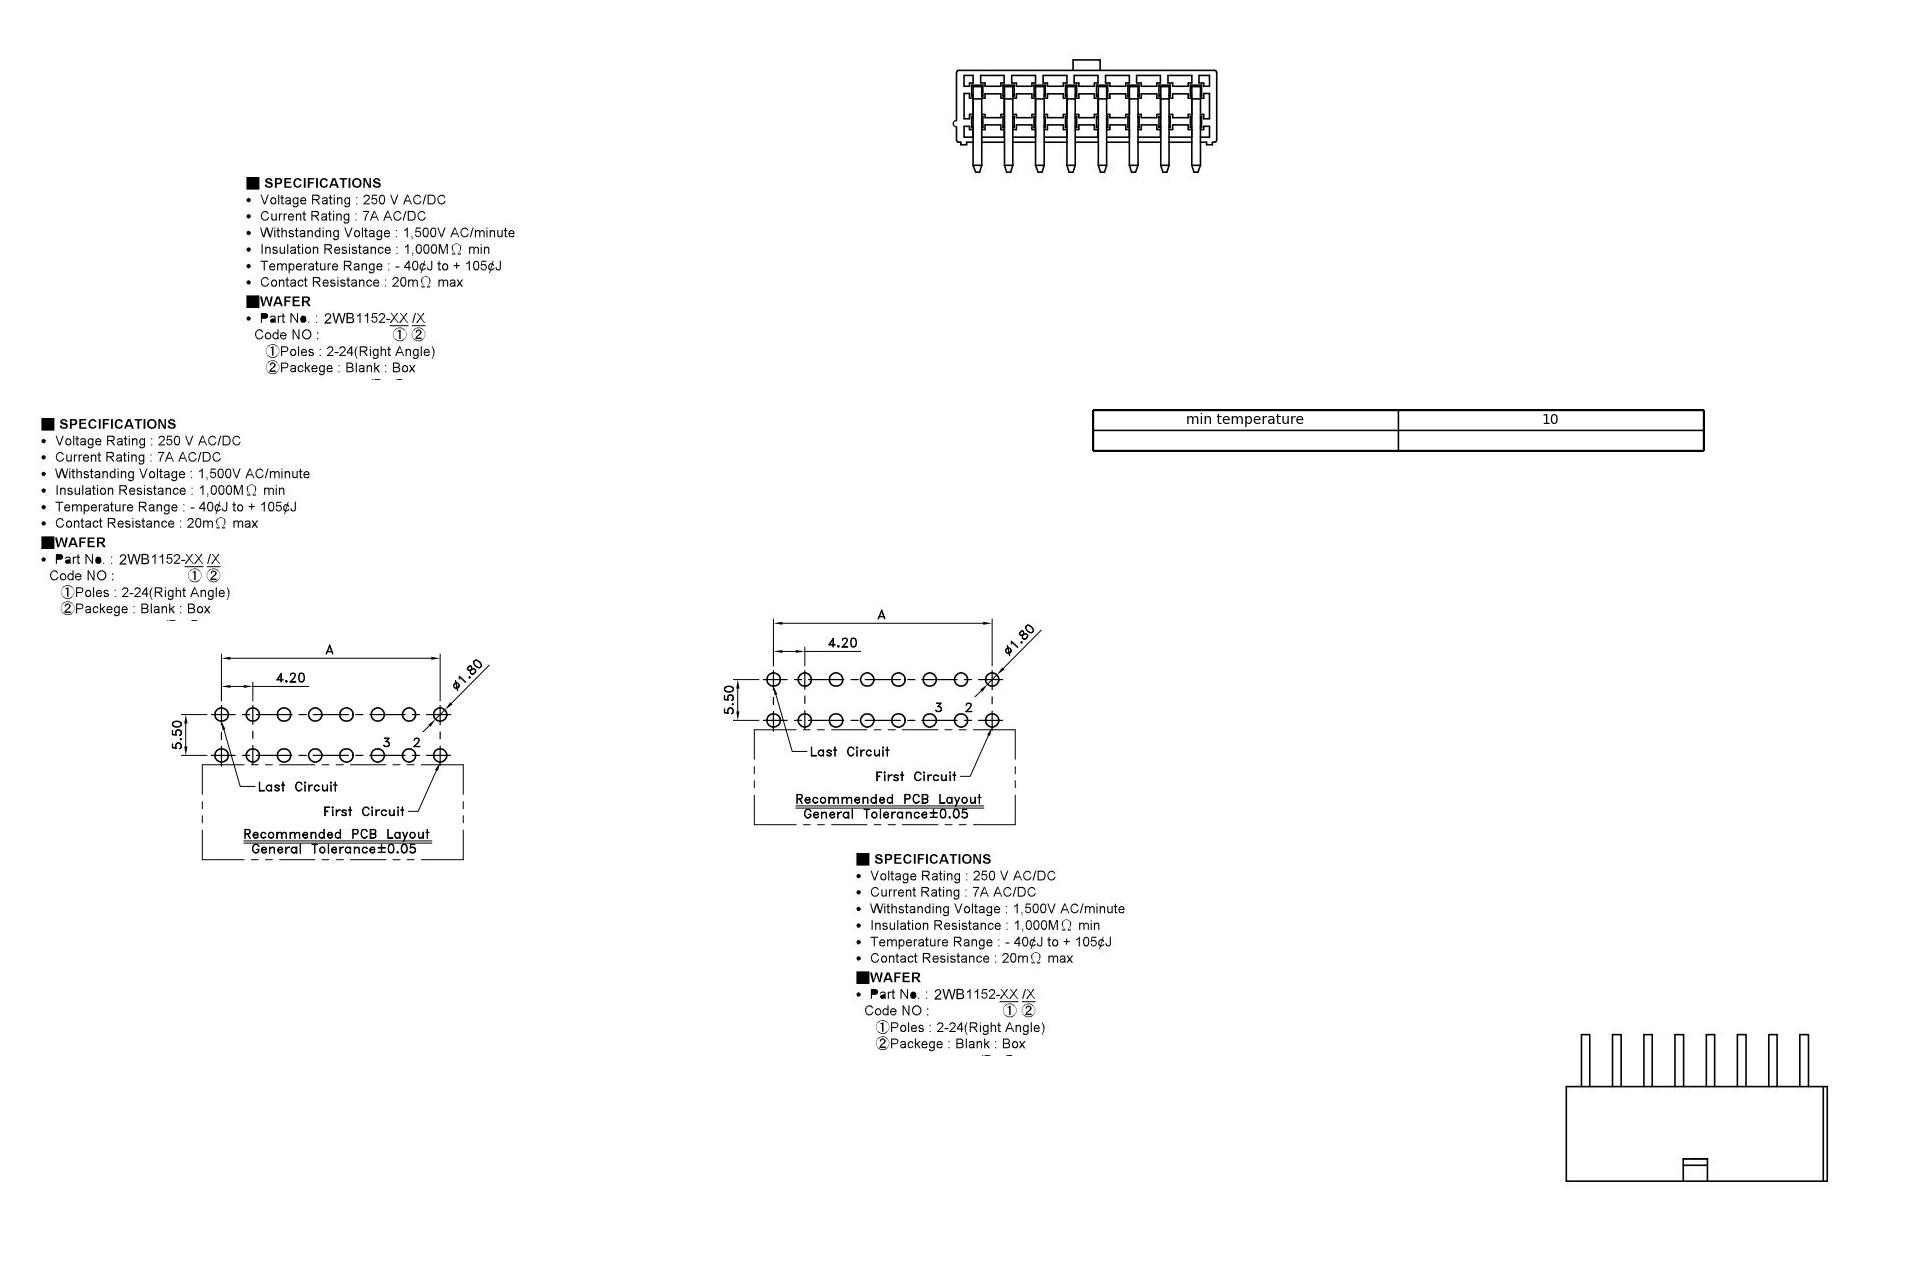 ■ SPECIFICATIONS
• Voltage Rating : 250 V AC/DC
• Current Rating : 7A AC/DC
• Withstanding Voltage : 1,500V AC/minute
• Insulation Resistance : 1,000MΩ min
• Temperature Range : - 40¢J to + 105¢J
• Contact Resistance : 20mΩ max
■WAFER
• Part No. : 2WB1152-XX /X
Code NO : ① ②
①Poles : 2-24(Right Angle)
②Packege : Blank : Box
min temperature 10
■ SPECIFICATIONS
• Voltage Rating : 250 V AC/DC
• Current Rating : 7A AC/DC
• Withstanding Voltage : 1,500V AC/minute
• Insulation Resistance : 1,000MΩ min
• Temperature Range : - 40¢J to + 105¢J
• Contact Resistance : 20mΩ max
■WAFER
• Part No. : 2WB1152-XX /X
Code NO : ① ②
①Poles : 2-24(Right Angle)
②Packege : Blank : Box
A
4.20
ø1.80
5.50
3 2
Last Circuit
First Circuit
Recommended PCB Layout
General Tolerance±0.05
A
4.20
ø1.80
5.50
3 2
Last Circuit
First Circuit
Recommended PCB Layout
General Tolerance±0.05
■ SPECIFICATIONS
• Voltage Rating : 250 V AC/DC
• Current Rating : 7A AC/DC
• Withstanding Voltage : 1,500V AC/minute
• Insulation Resistance : 1,000MΩ min
• Temperature Range : - 40¢J to + 105¢J
• Contact Resistance : 20mΩ max
■WAFER
• Part No. : 2WB1152-XX /X
Code NO : ① ②
①Poles : 2-24(Right Angle)
②Packege : Blank : Box